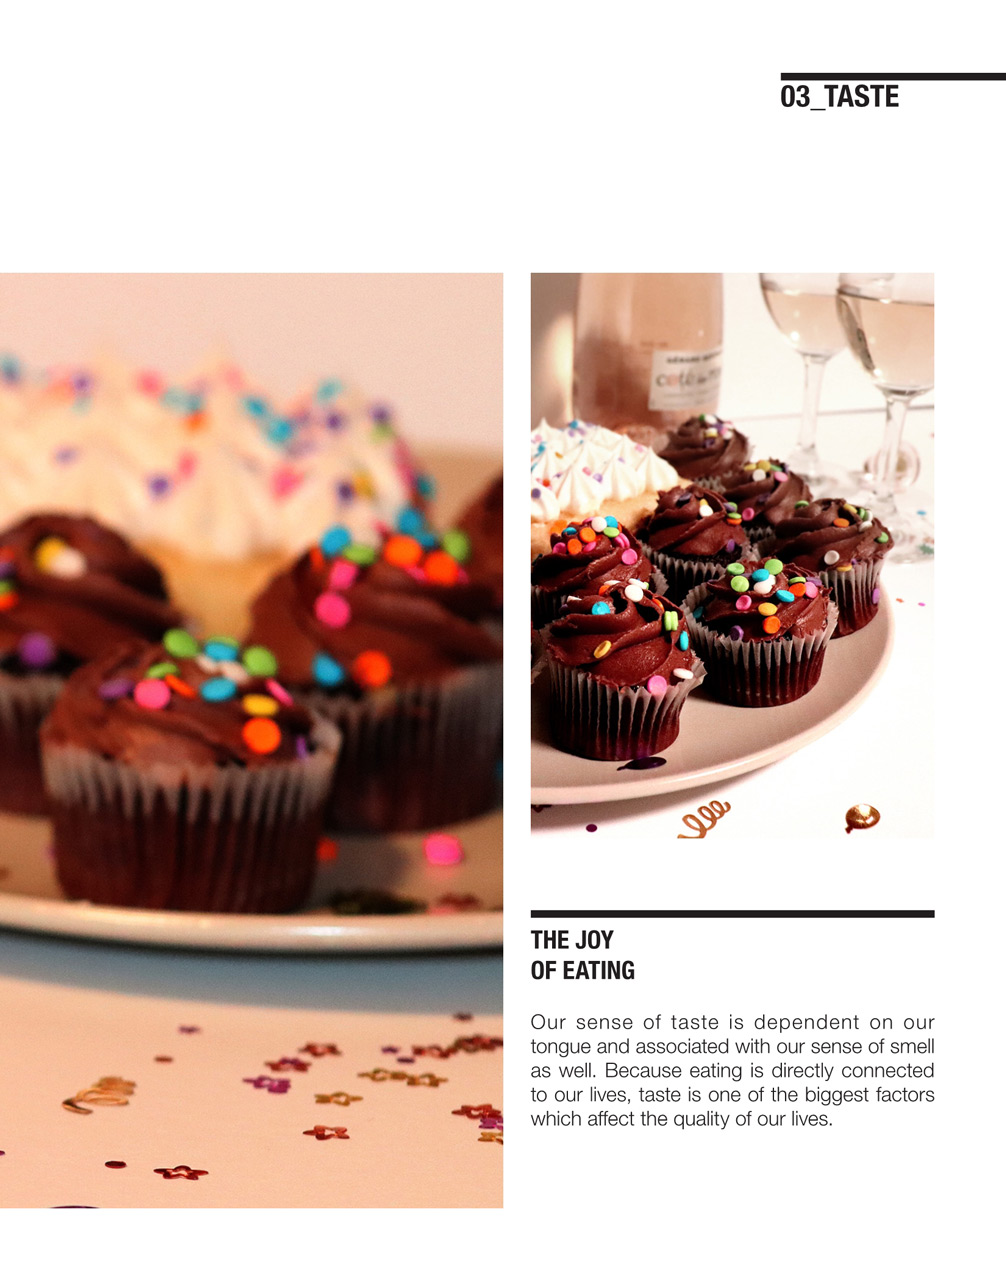 03_TASTE
THE JOY
OF EATING
Our sense of taste is dependent on our
tongue and associated with our sense of smell
as well. Because eating is directly connected
to our lives, taste is one of the biggest factors
which affect the quality of our lives.